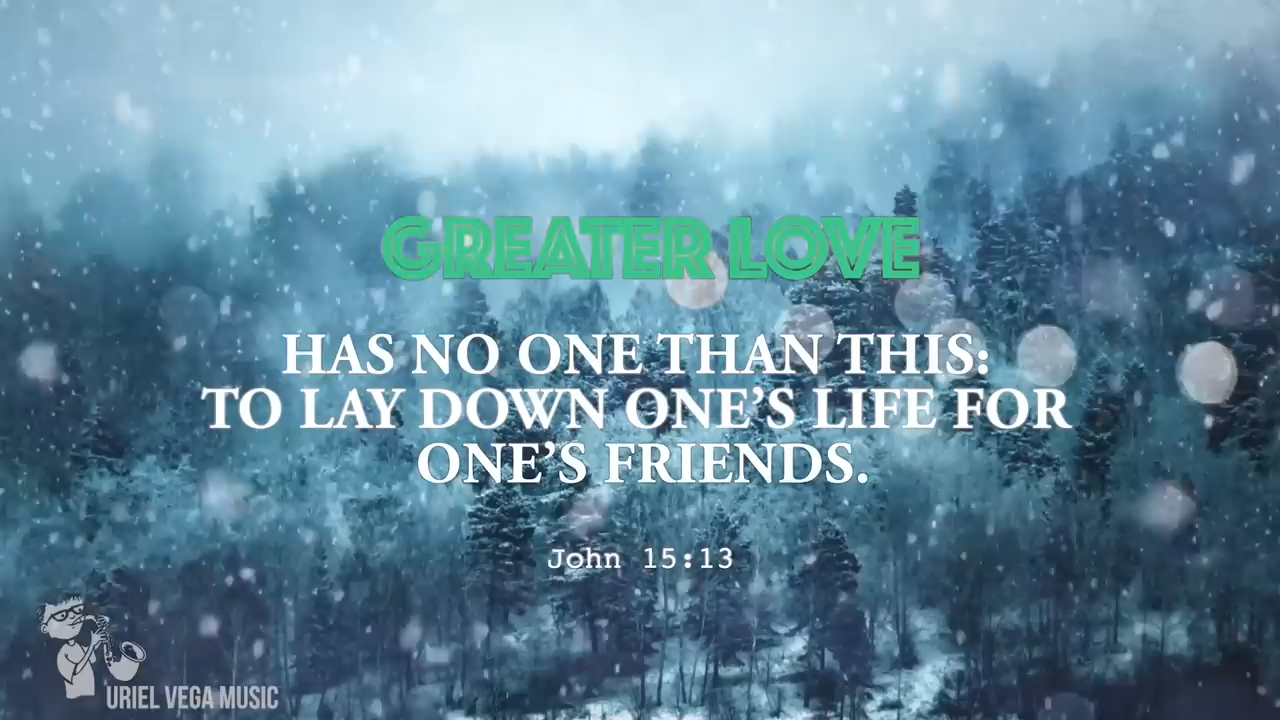 GREATER LOVE
HAS NO ONE THAN THIS:
TO LAY DOWN ONE’S LIFE FOR
ONE’S FRIENDS.
John 15:13
URIEL VEGA MUSIC